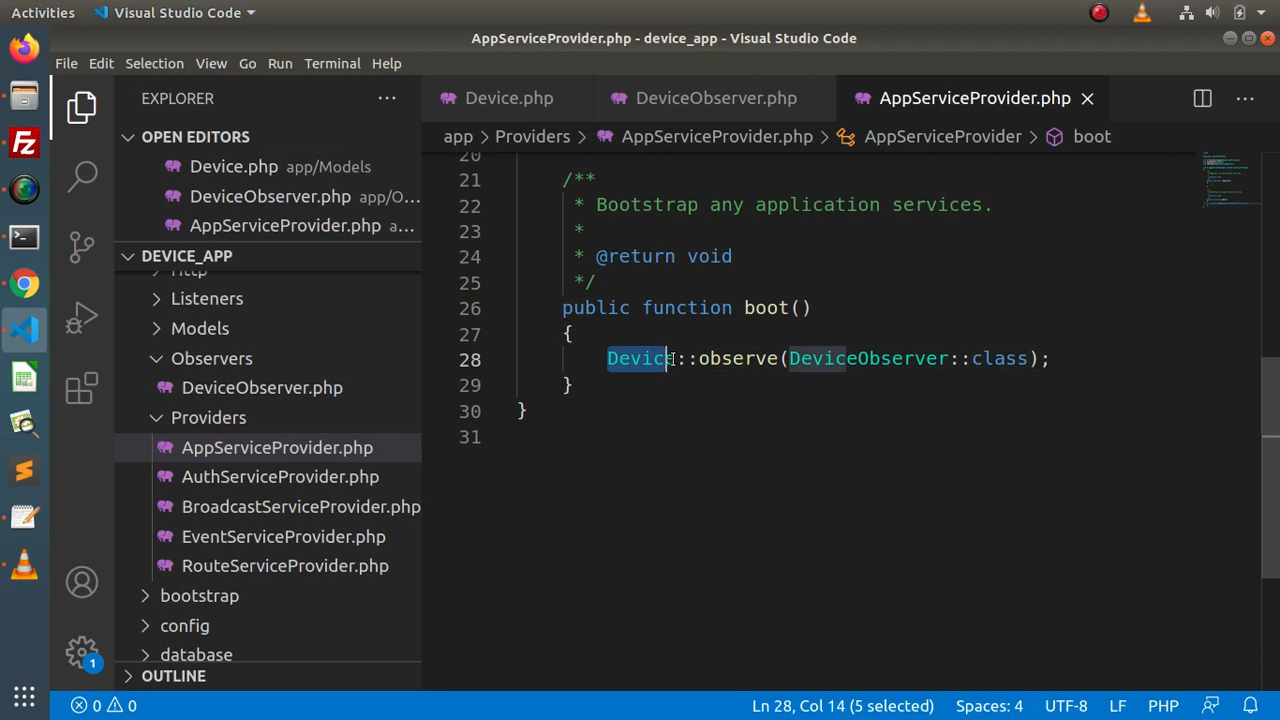 Activities
Visual Studio Code
AppServiceProvider.php - device_app - Visual Studio Code
File Edit Selection View Go Run Terminal Help
EXPLORER
OPEN EDITORS
Device.php app/Models
DeviceObserver.php app/O...
AppServiceProvider.php a...
DEVICE_APP
Http
Listeners
Models
Observers
DeviceObserver.php
Providers
AppServiceProvider.php
AuthServiceProvider.php
BroadcastServiceProvider.php
EventServiceProvider.php
RouteServiceProvider.php
bootstrap
config
database
OUTLINE
Device.php DeviceObserver.php AppServiceProvider.php
app > Providers > AppServiceProvider.php > AppServiceProvider > boot
20
21 /**
22 * Bootstrap any application services.
23 *
24 * @return void
25 */
26 public function boot()
27 {
28 Device::observe(DeviceObserver::class);
29 }
30 }
31
1
0 0 Ln 28, Col 14 (5 selected) Spaces: 4 UTF-8 LF PHP